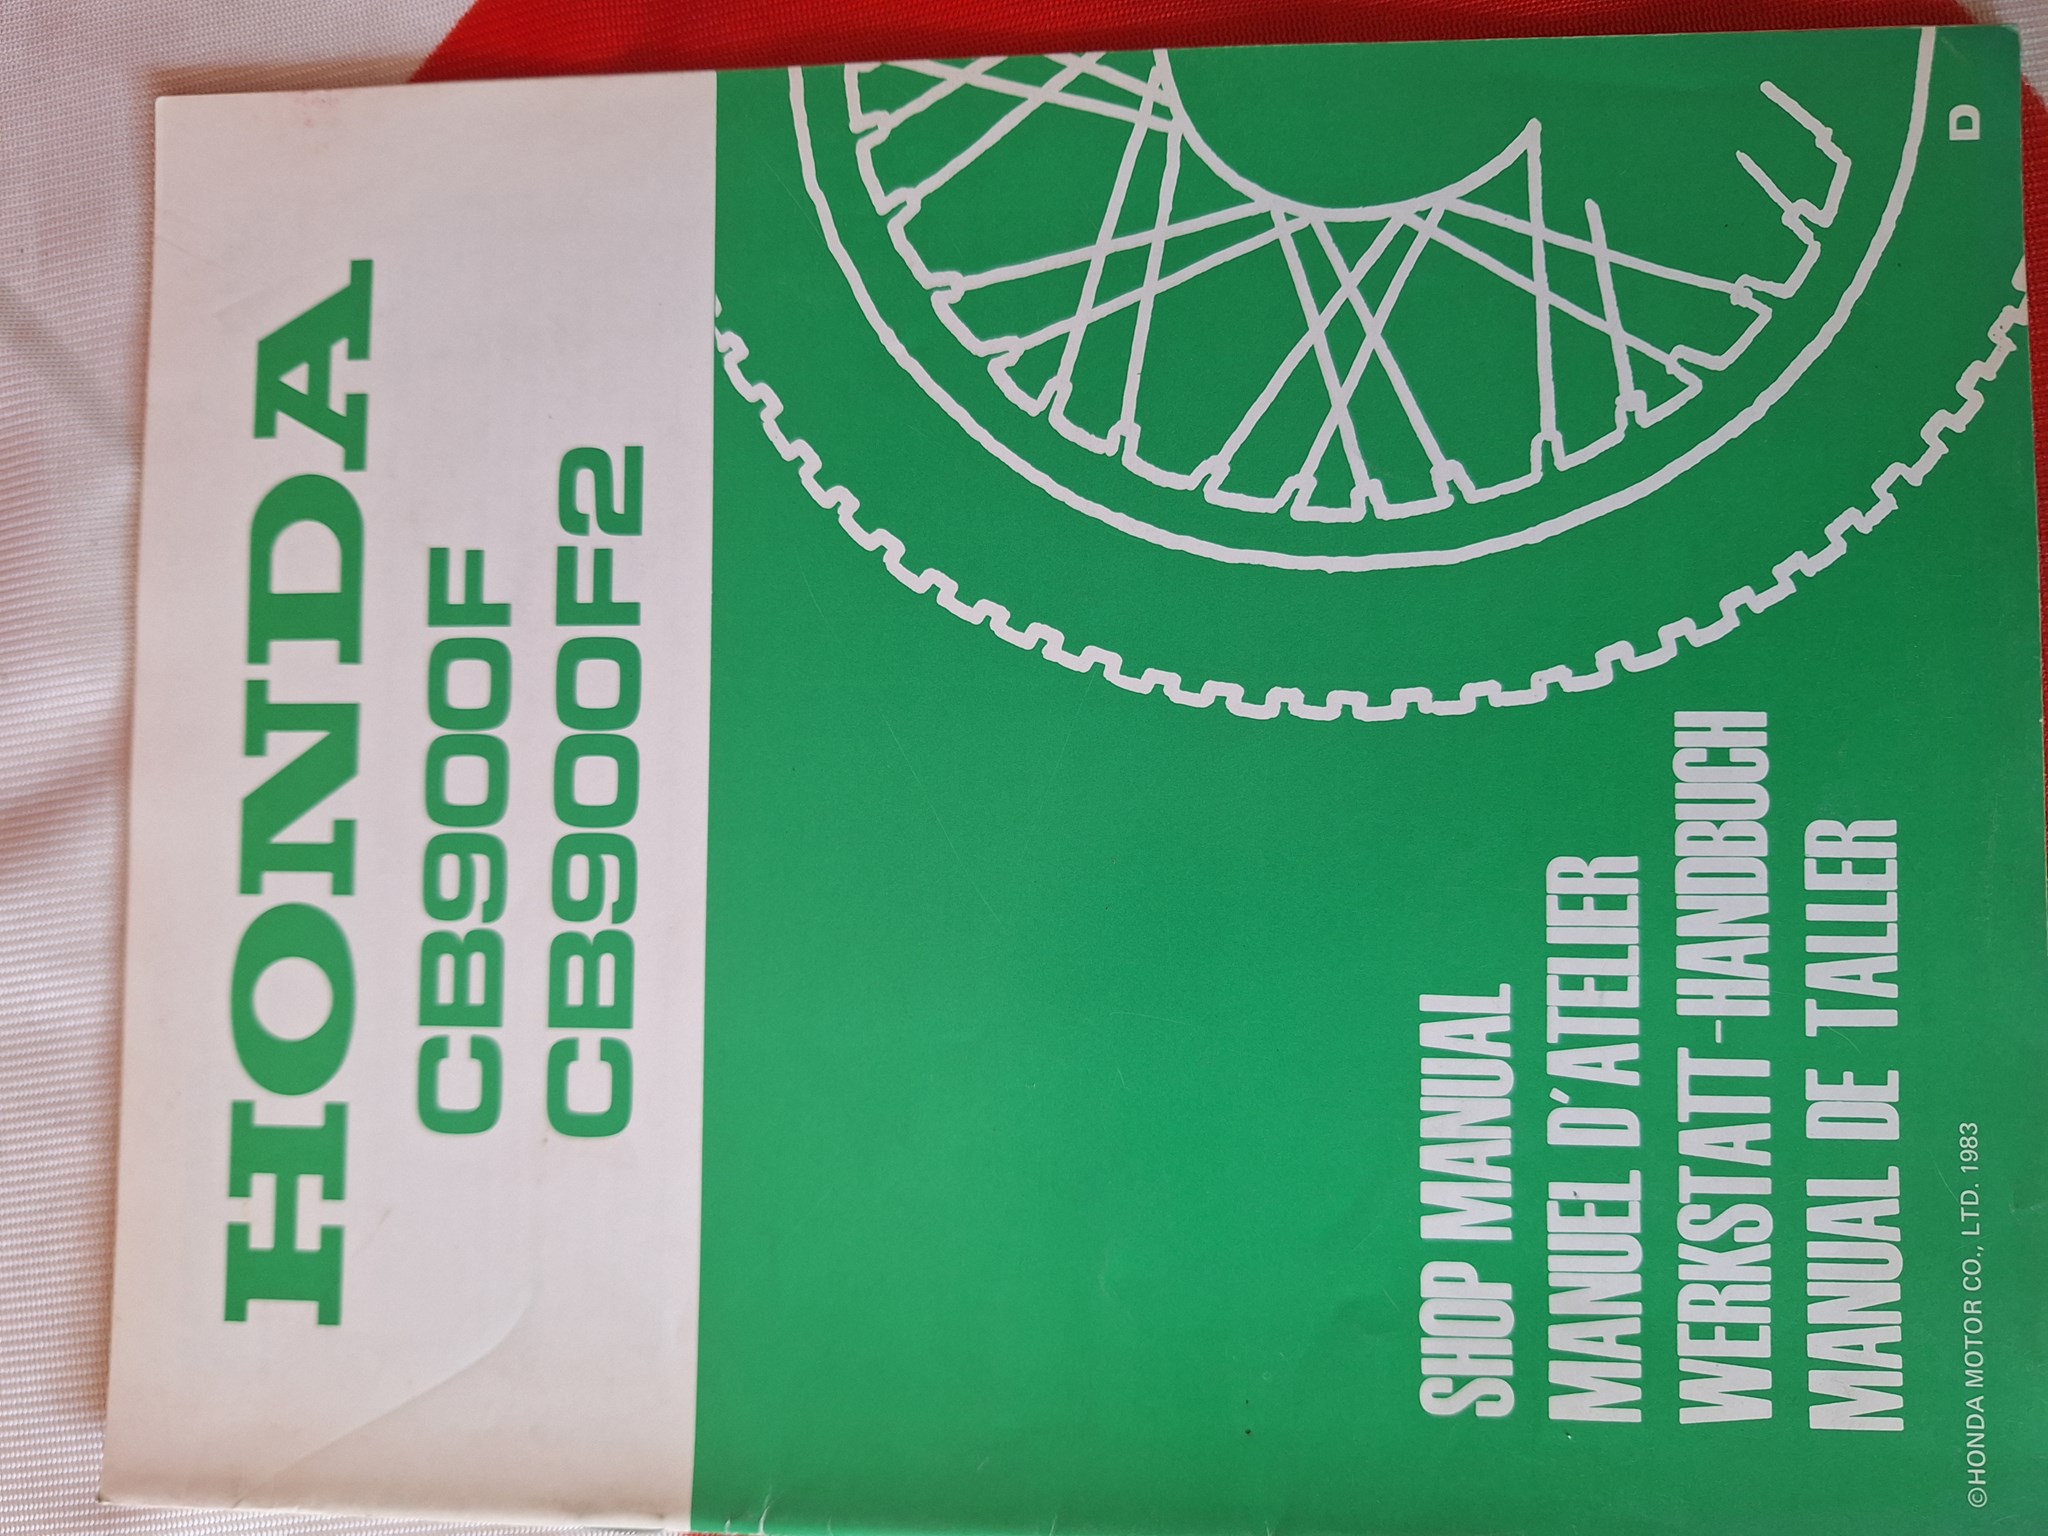 HONDA
CB900F
CB900F2
SHOP MANUAL
MANUEL D'ATELIER
WERKSTATT-HANDBUCH
MANUAL DE TALLER
©HONDA MOTOR CO., LTD. 1983
D